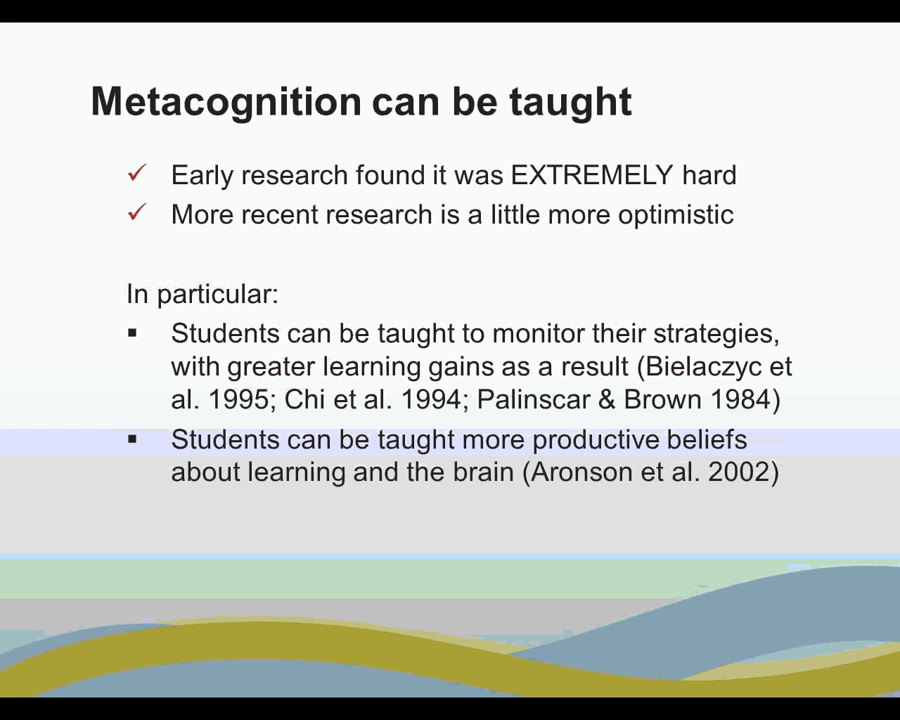 Metacognition can be taught
✓ Early research found it was EXTREMELY hard
✓ More recent research is a little more optimistic
In particular:
▪ Students can be taught to monitor their strategies,
with greater learning gains as a result (Bielaczyc et
al. 1995; Chi et al. 1994; Palinscar & Brown 1984)
▪ Students can be taught more productive beliefs
about learning and the brain (Aronson et al. 2002)